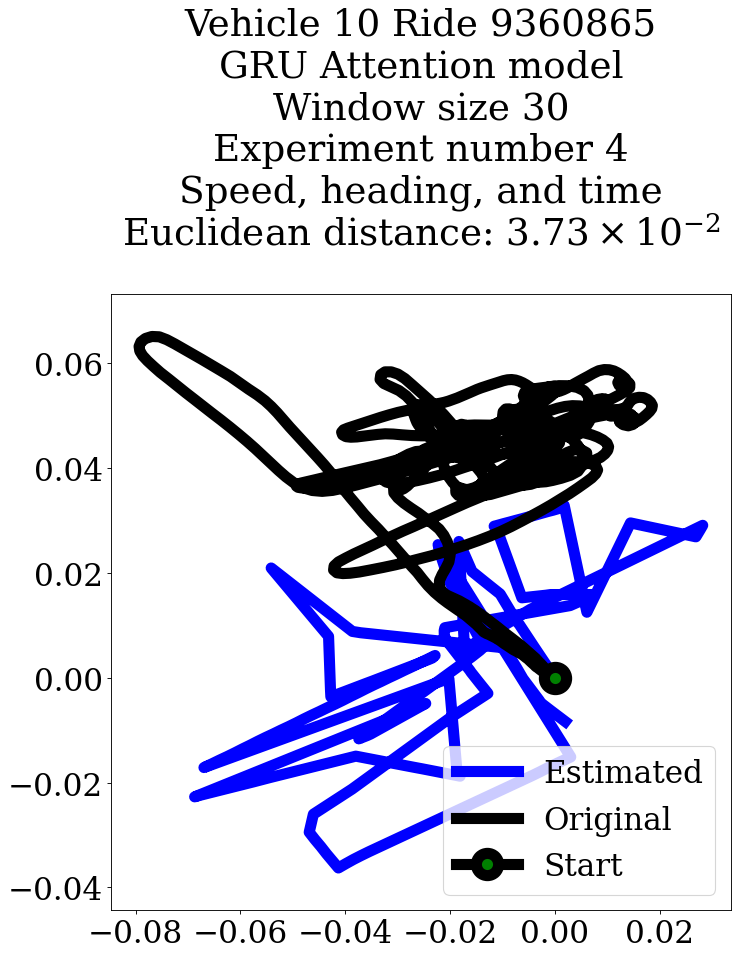 Vehicle 10 Ride 9360865
GRU Attention model
Window size 30
Experiment number 4
Speed, heading, and time
Euclidean distance: 3.73 × 10⁻²
0.06
0.04
0.02
0.00
−0.02
−0.04
Estimated
Original
Start
−0.08 −0.06 −0.04 −0.02 0.00 0.02